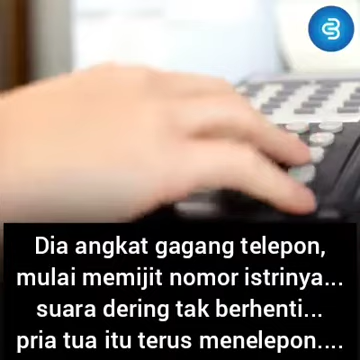 Dia angkat gagang telepon,
mulai memijit nomor istrinya...
suara dering tak berhenti...
pria tua itu terus menelepon....